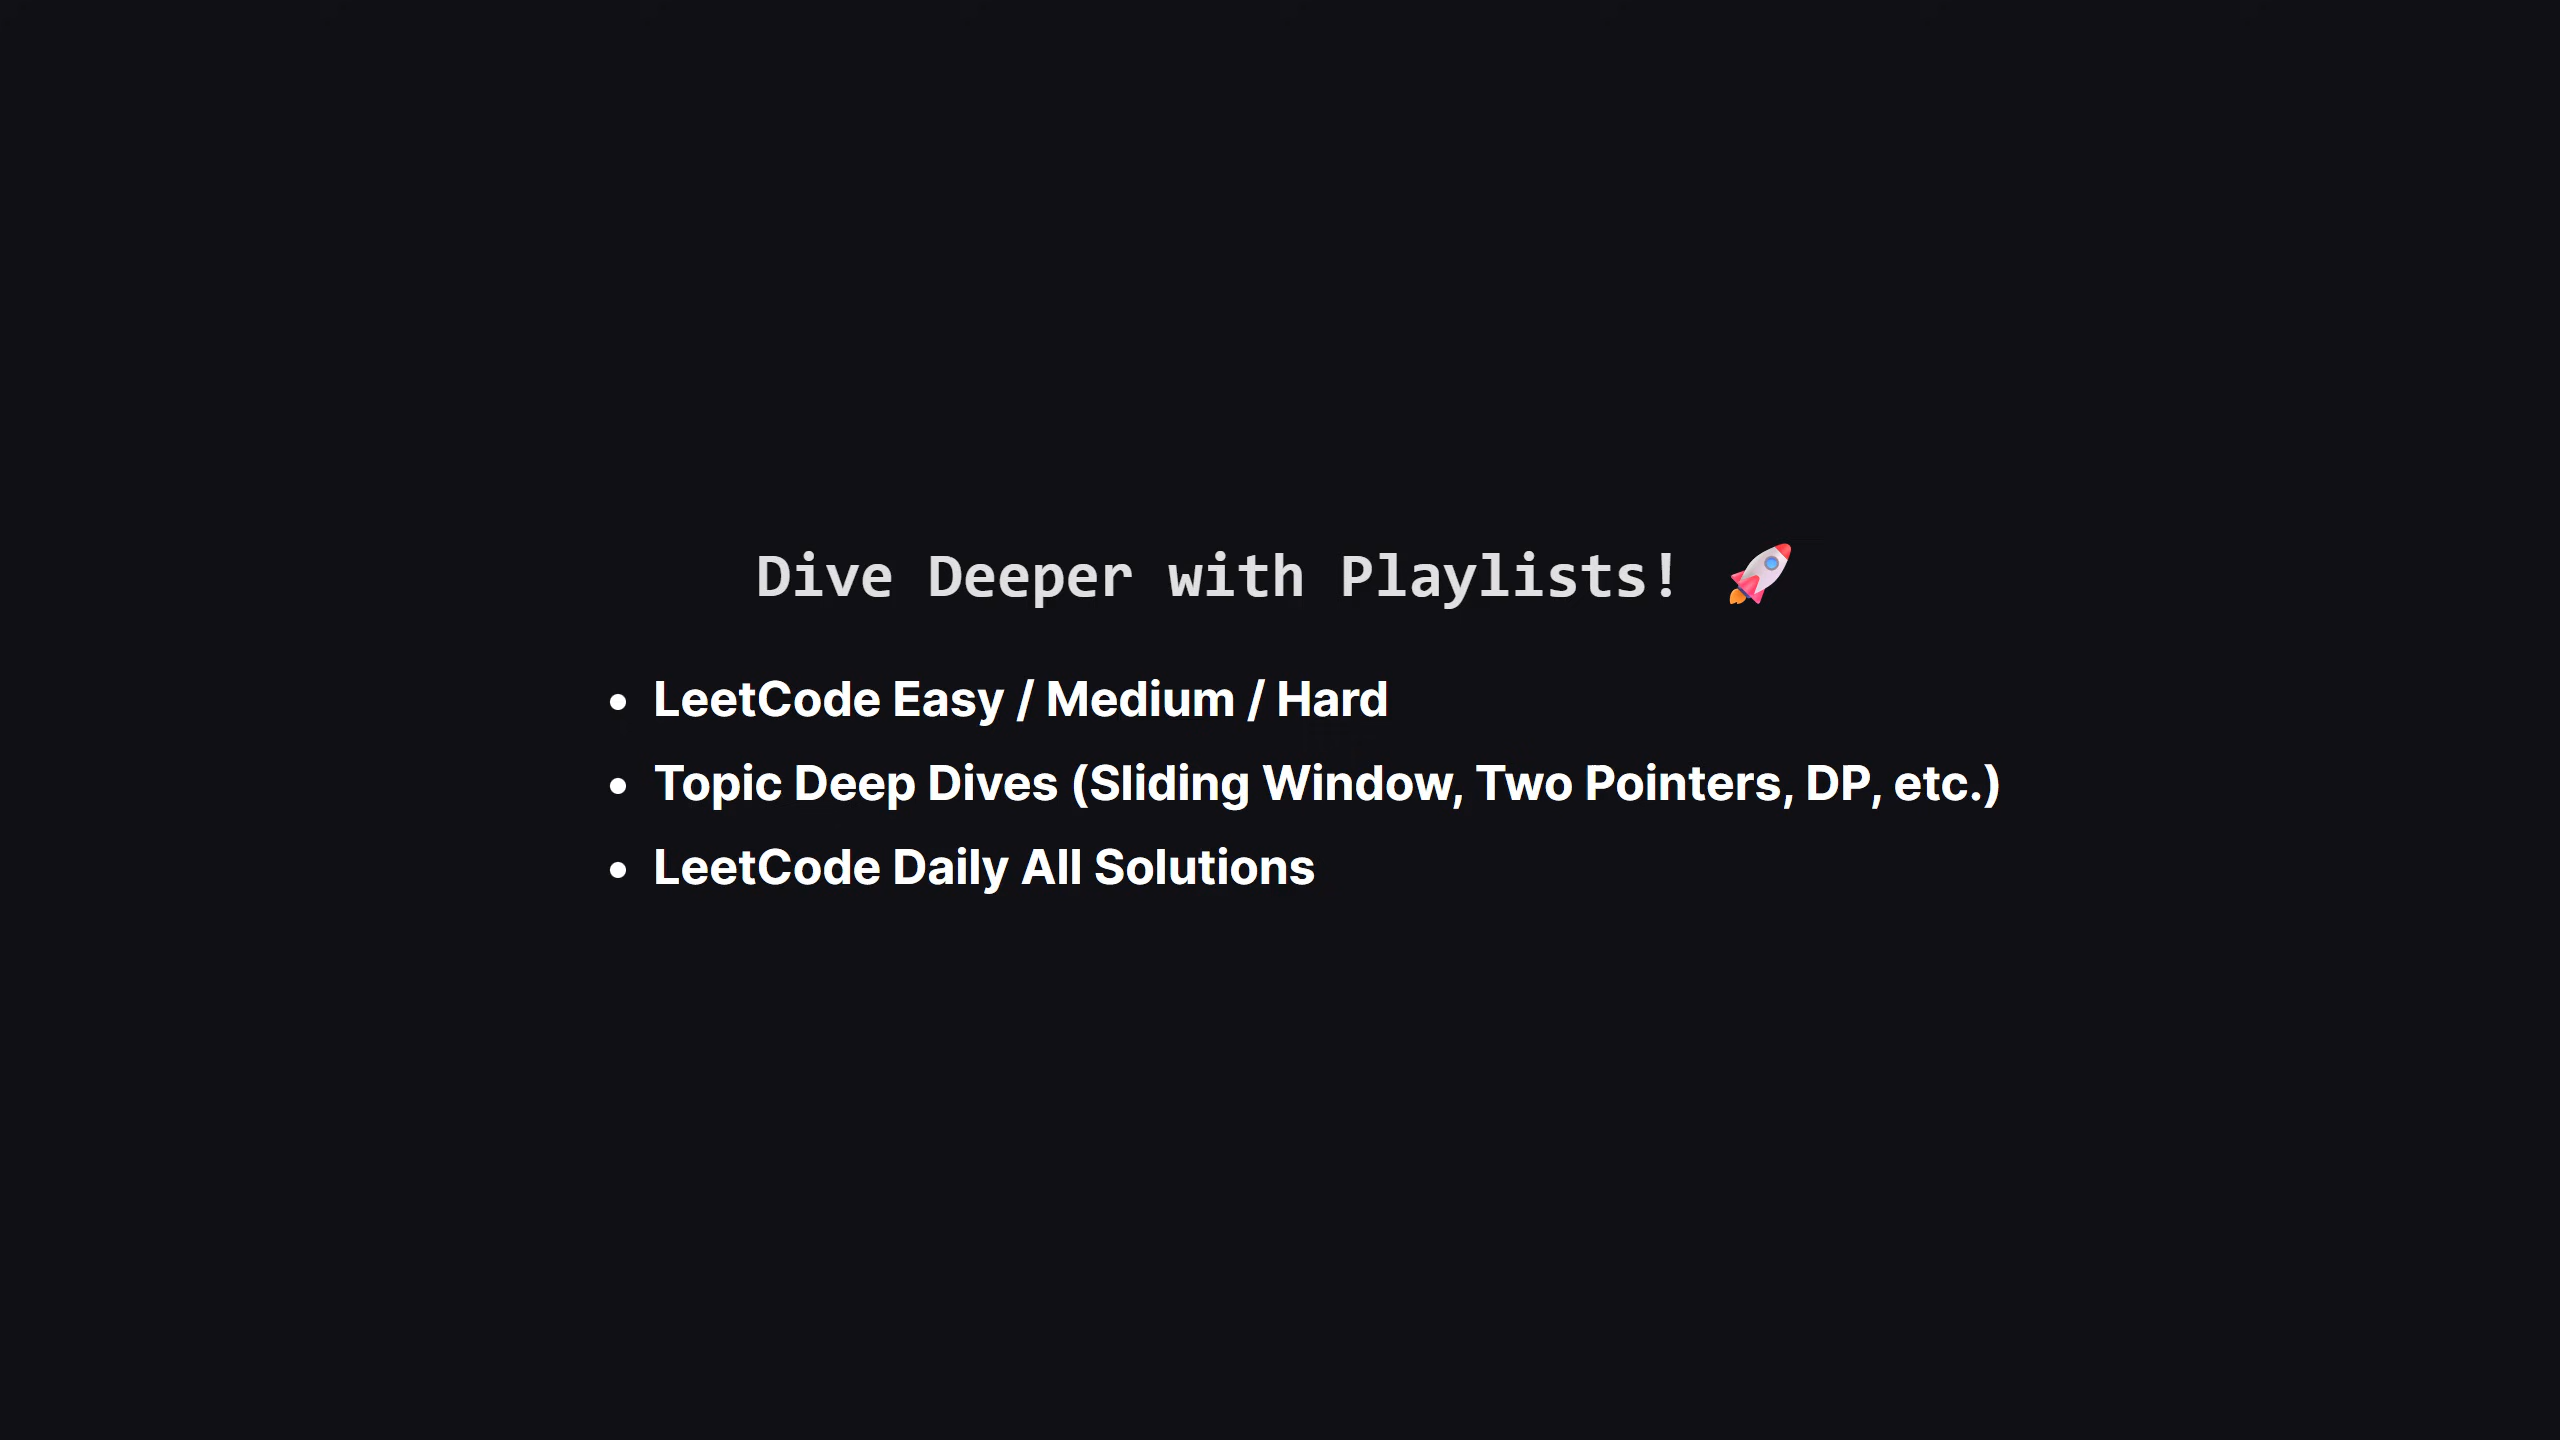 Dive Deeper with Playlists! 🚀
• LeetCode Easy / Medium / Hard
• Topic Deep Dives (Sliding Window, Two Pointers, DP, etc.)
• LeetCode Daily All Solutions